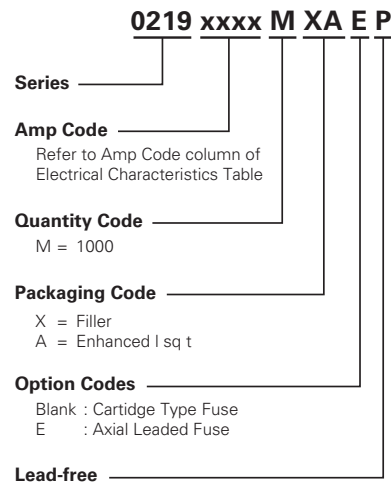 0219 xxxx M XA E P
Series
Amp Code
Refer to Amp Code column of
Electrical Characteristics Table
Quantity Code
M = 1000
Packaging Code
X = Filler
A = Enhanced I sq t
Option Codes
Blank : Cartidge Type Fuse
E : Axial Leaded Fuse
Lead-free